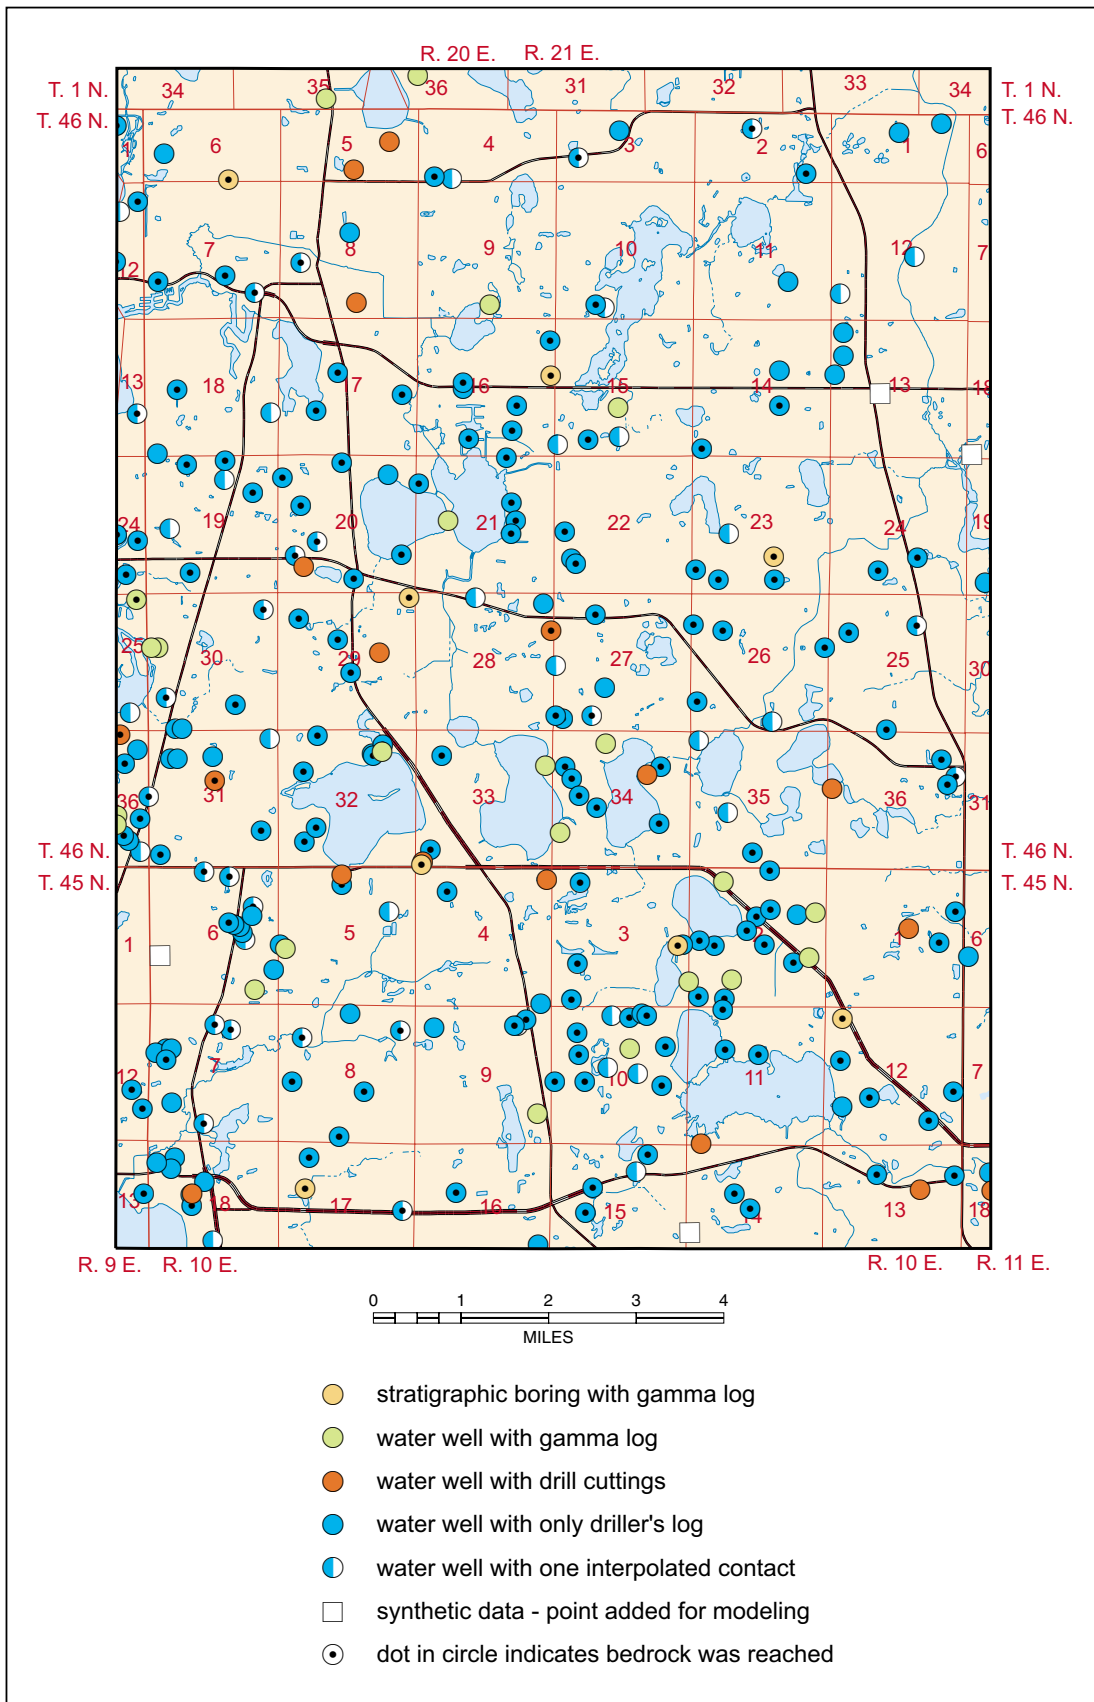 R. 20 E. R. 21 E.
T. 1 N. 34 35 36 31 32 33 34 T. 1 N.
T. 46 N. T. 46 N.
1 6 5 4 3 2 1 6
12 7 8 9 10 11 12 7
13 18 17 16 15 14 13 18
24 19 20 21 22 23 24 19
25 30 29 28 27 26 25 30
36 31 32 33 34 35 36 31
T. 46 N. T. 46 N.
T. 45 N. T. 45 N.
1 6 5 4 3 2 1 6
12 7 8 9 10 11 12 7
13 18 17 16 15 14 13 18
R. 9 E. R. 10 E. R. 10 E. R. 11 E.
0 1 2 3 4
MILES
stratigraphic boring with gamma log
water well with gamma log
water well with drill cuttings
water well with only driller's log
water well with one interpolated contact
synthetic data - point added for modeling
dot in circle indicates bedrock was reached